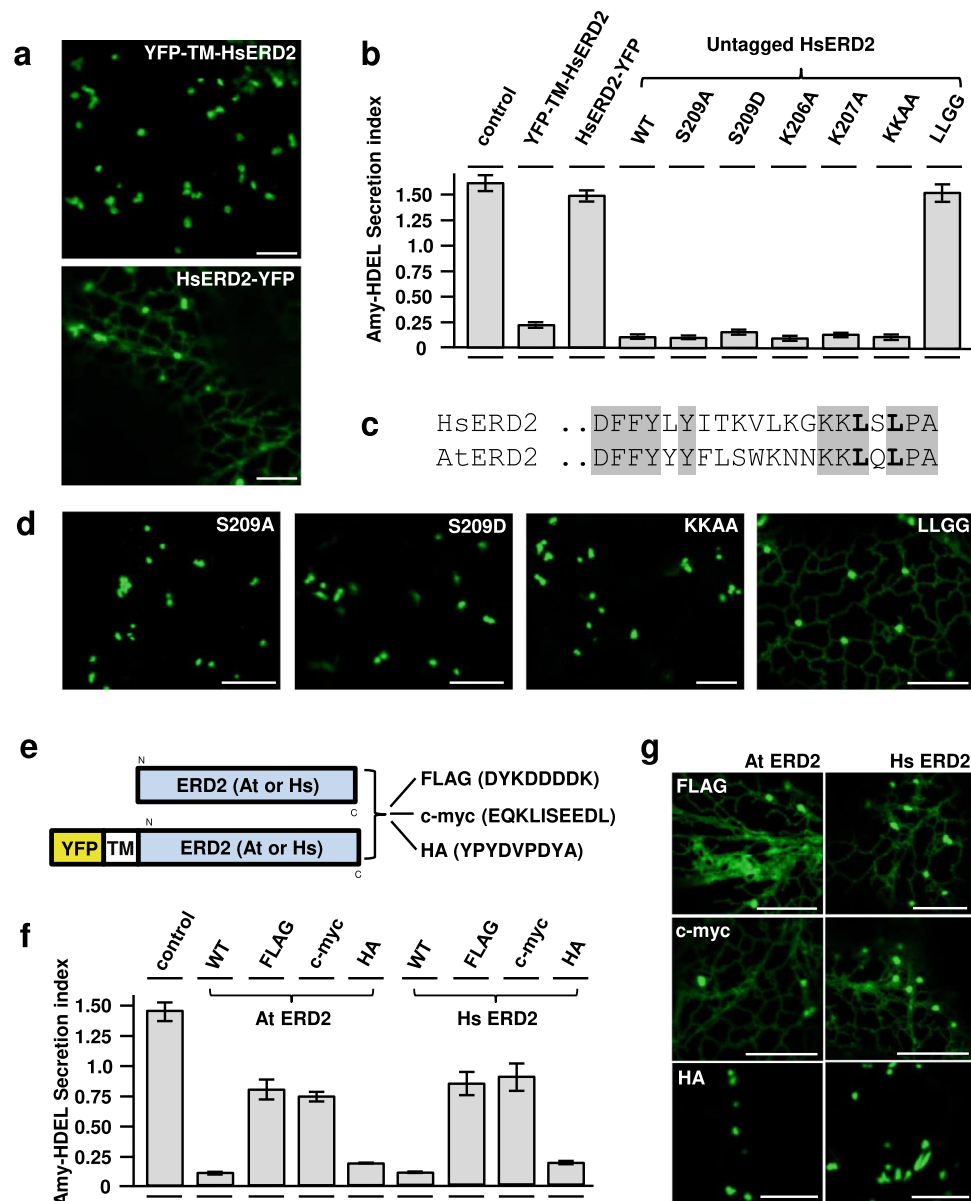 a
YFP-TM-HsERD2
HsERD2-YFP
b
Untagged HsERD2
control
YFP-TM-HsERD2
HsERD2-YFP
WT
S209A
S209D
K206A
K207A
KKAA
LLGG
Amy-HDEL Secretion index
1.50
1.25
1.0
0.75
0.50
0.25
0
c
HsERD2 ..DFFYLYITKVLKGKKLSLPA
AtERD2 ..DFFYYYFLSWKNNKKLQLPA
d
S209A
S209D
KKAA
LLGG
e
N
ERD2 (At or Hs)
C
N
YFP TM ERD2 (At or Hs)
C
FLAG (DYKDDDDK)
c-myc (EQKLISEEDL)
HA (YPYDVPDYA)
f
control
WT
FLAG
c-myc
HA
WT
FLAG
c-myc
HA
At ERD2
Hs ERD2
Amy-HDEL Secretion index
1.50
1.25
1.0
0.75
0.50
0.25
0
g
At ERD2
Hs ERD2
FLAG
c-myc
HA